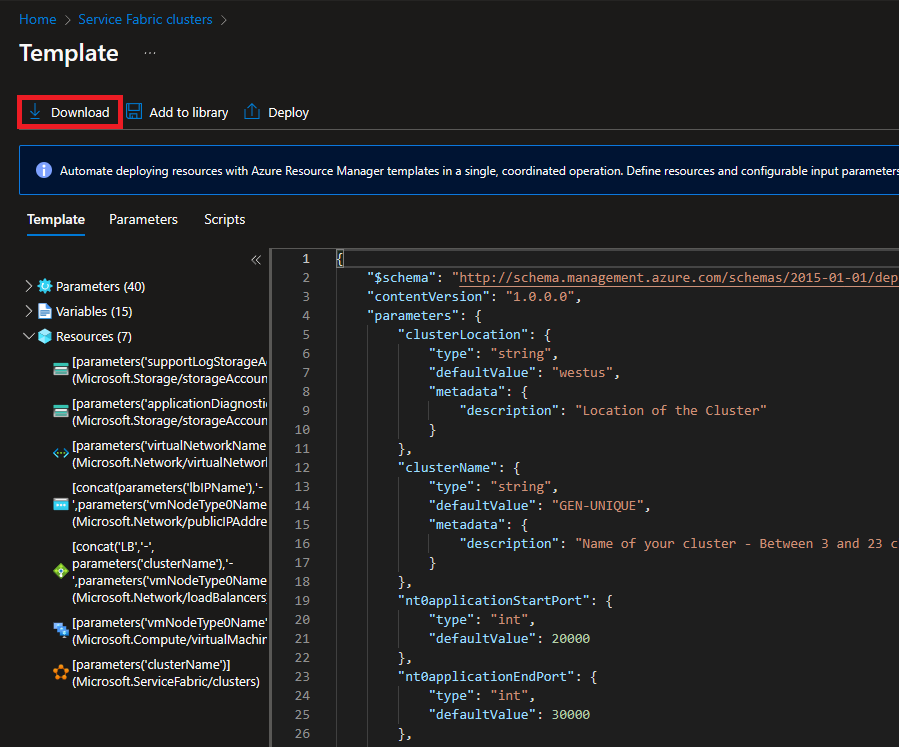 Home > Service Fabric clusters >
Template ...
Download Add to library Deploy
Automate deploying resources with Azure Resource Manager templates in a single, coordinated operation. Define resources and configurable input parameters
Template Parameters Scripts
«
Parameters (40)
Variables (15)
Resources (7)
[parameters('supportLogStorageA
(Microsoft.Storage/storageAccoun
[parameters('applicationDiagnosti
(Microsoft.Storage/storageAccoun
[parameters('virtualNetworkName
(Microsoft.Network/virtualNetworl
[concat(parameters('lbIPName'),'-
',parameters('vmNodeType0Name
(Microsoft.Network/publicIPAddre
[concat('LB','-',
parameters('clusterName'),'-
',parameters('vmNodeType0Name
(Microsoft.Network/loadBalancers
[parameters('vmNodeType0Name'
(Microsoft.Compute/virtualMachin
[parameters('clusterName')]
(Microsoft.ServiceFabric/clusters)
1 {
2 "$schema": "http://schema.management.azure.com/schemas/2015-01-01/dep
3 "contentVersion": "1.0.0.0",
4 "parameters": {
5 "clusterLocation": {
6 "type": "string",
7 "defaultValue": "westus",
8 "metadata": {
9 "description": "Location of the Cluster"
10 }
11 },
12 "clusterName": {
13 "type": "string",
14 "defaultValue": "GEN-UNIQUE",
15 "metadata": {
16 "description": "Name of your cluster - Between 3 and 23 c
17 }
18 },
19 "nt0applicationStartPort": {
20 "type": "int",
21 "defaultValue": 20000
22 },
23 "nt0applicationEndPort": {
24 "type": "int",
25 "defaultValue": 30000
26 },